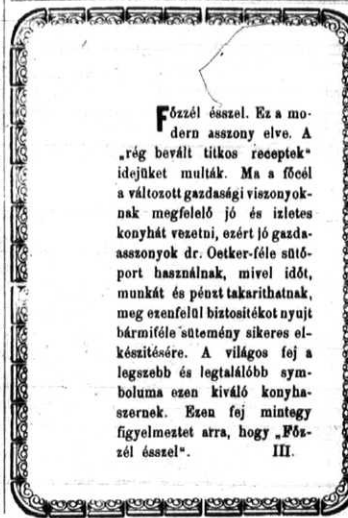 Főzzél ésszel. Ez a mo-
dern asszony elve. A
„rég bevált titkos receptek“
idejüket multák. Ma a főcél
a változott gazdasági viszonyok-
nak megfelelő jó és izletes
konyhát vezetni, ezért jó gazda-
asszonyok dr. Oetker-féle sütő-
port használnak, mivel időt,
munkát és pénzt takarithatnak,
meg ezenfelül biztositékot nyujt
bármiféle sütemény sikeres el-
készitésére. A világos fej a
legszebb és legtalálóbb sym-
boluma ezen kiváló konyha-
szernek. Ezen fej mintegy
figyelmeztet arra, hogy „Főz-
zél ésszel“. III.